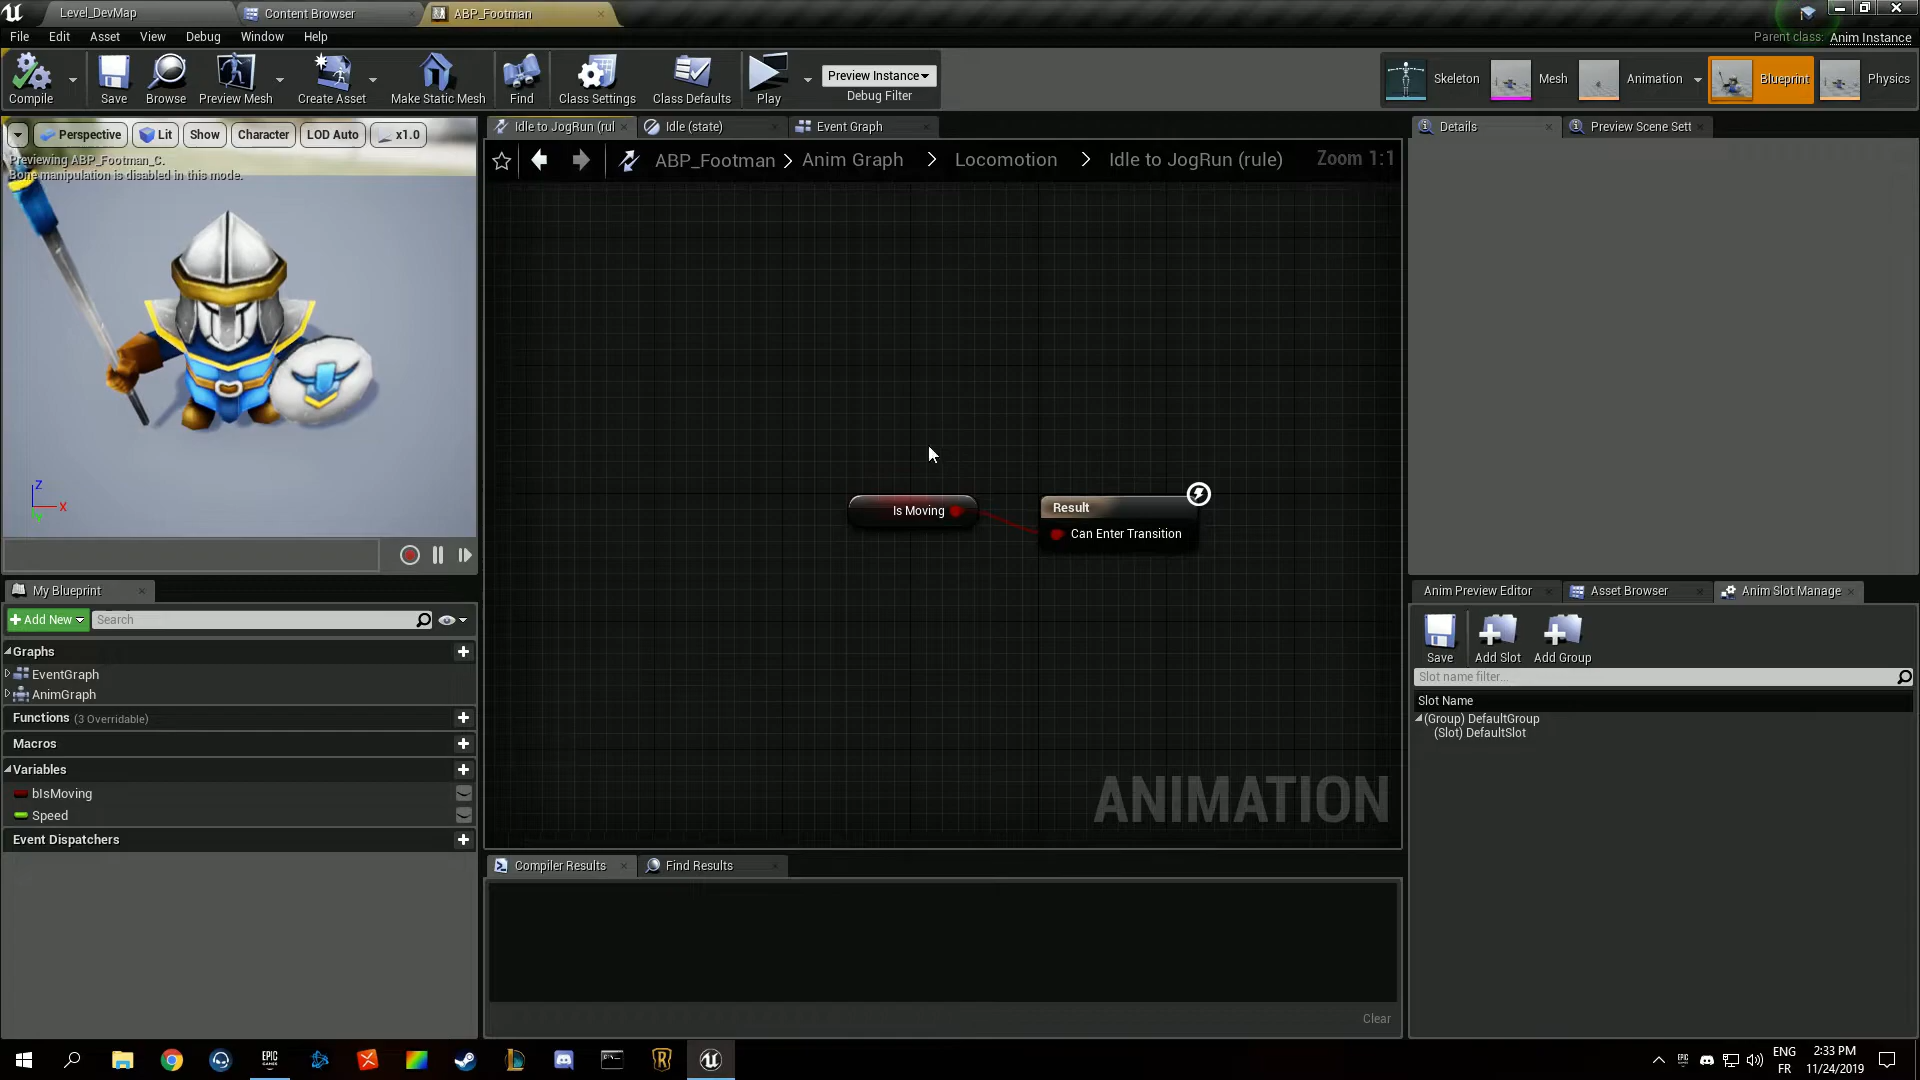 Level_DevMap
Content Browser
ABP_Footman
File Edit Asset View Debug Window Help
Parent class: Anim Instance
Compile
Save
Browse
Preview Mesh
Create Asset
Make Static Mesh
Find
Class Settings
Class Defaults
Play
Preview Instance
Debug Filter
Skeleton
Mesh
Animation
Blueprint
Physics
Perspective
Lit
Show
Character
LOD Auto
x1.0
Previewing ABP_Footman_C.
Bone manipulation is disabled in this mode.
Z
X
Idle to JogRun (rul
Idle (state)
Event Graph
ABP_Footman > Anim Graph > Locomotion > Idle to JogRun (rule)
Zoom 1:1
Is Moving
Result
Can Enter Transition
ANIMATION
Details
Preview Scene Sett
My Blueprint
Add New
Search
Graphs
EventGraph
AnimGraph
Functions (3 Overridable)
Macros
Variables
bIsMoving
Speed
Event Dispatchers
Compiler Results
Find Results
Clear
Anim Preview Editor
Asset Browser
Anim Slot Manage
Save
Add Slot
Add Group
Slot name filter...
Slot Name
(Group) DefaultGroup
(Slot) DefaultSlot
EPIC
GAMES
ENG
FR
2:33 PM
11/24/2019